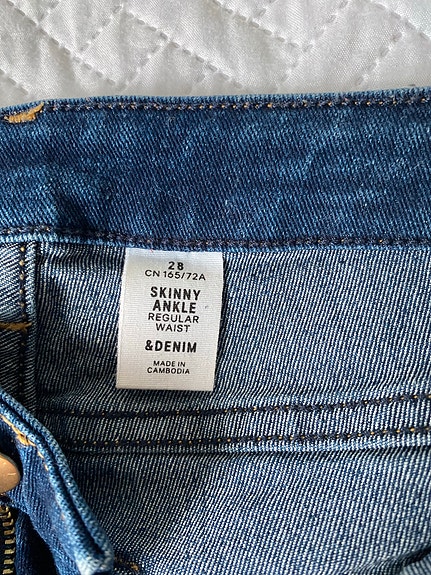 28
CN 165/72A
SKINNY
ANKLE
REGULAR
WAIST
&DENIM
MADE IN
CAMBODIA